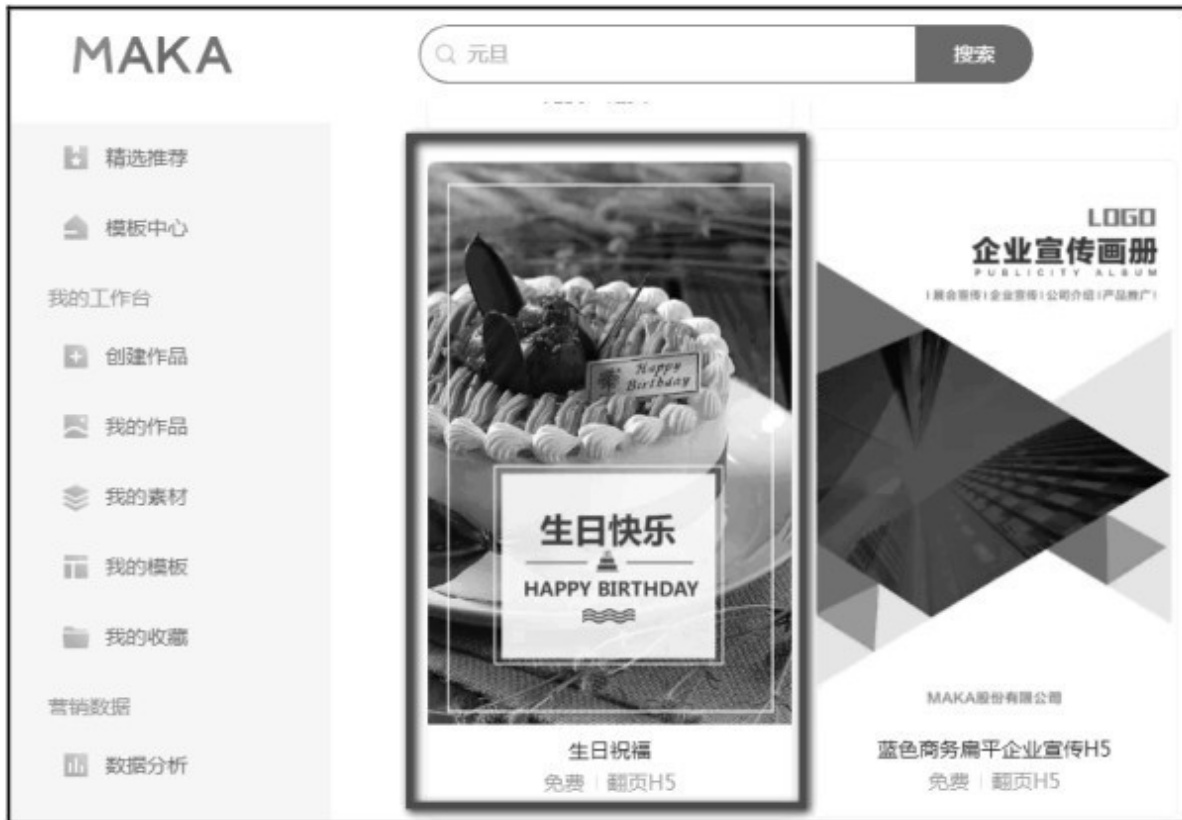 MAKA
元旦
搜索
精选推荐
模板中心
我的工作台
创建作品
我的作品
我的素材
我的模板
我的收藏
营销数据
数据分析
Happy
Birthday
生日快乐
HAPPY BIRTHDAY
生日祝福
免费 | 翻页H5
LOGO
企业宣传画册
PUBLICITY ALBUM
| 展会宣传 | 企业宣传 | 公司介绍 | 产品推广 |
MAKA股份有限公司
蓝色商务扁平企业宣传H5
免费 | 翻页H5